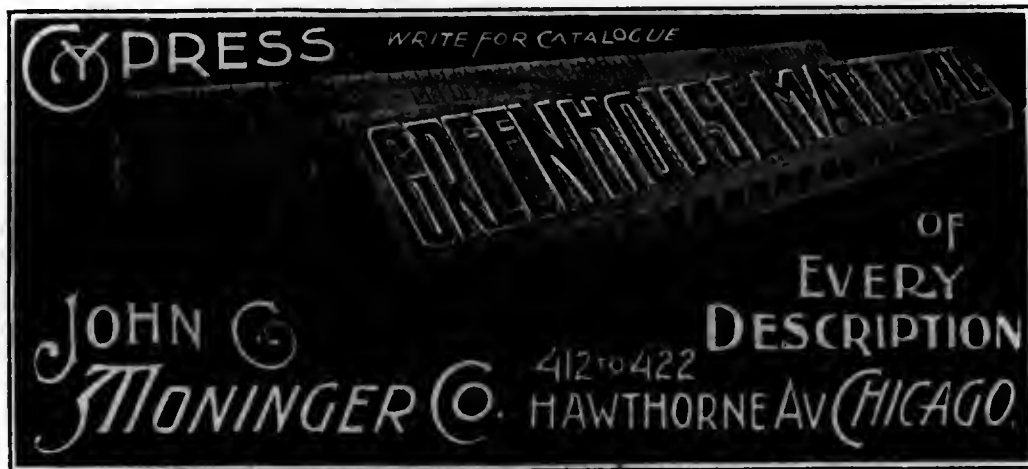 CYPRESS
WRITE FOR CATALOGUE
GREENHOUSE MATERIAL
OF
EVERY
DESCRIPTION
JOHN C.
MONINGER CO.
412 TO 422
HAWTHORNE AV CHICAGO.